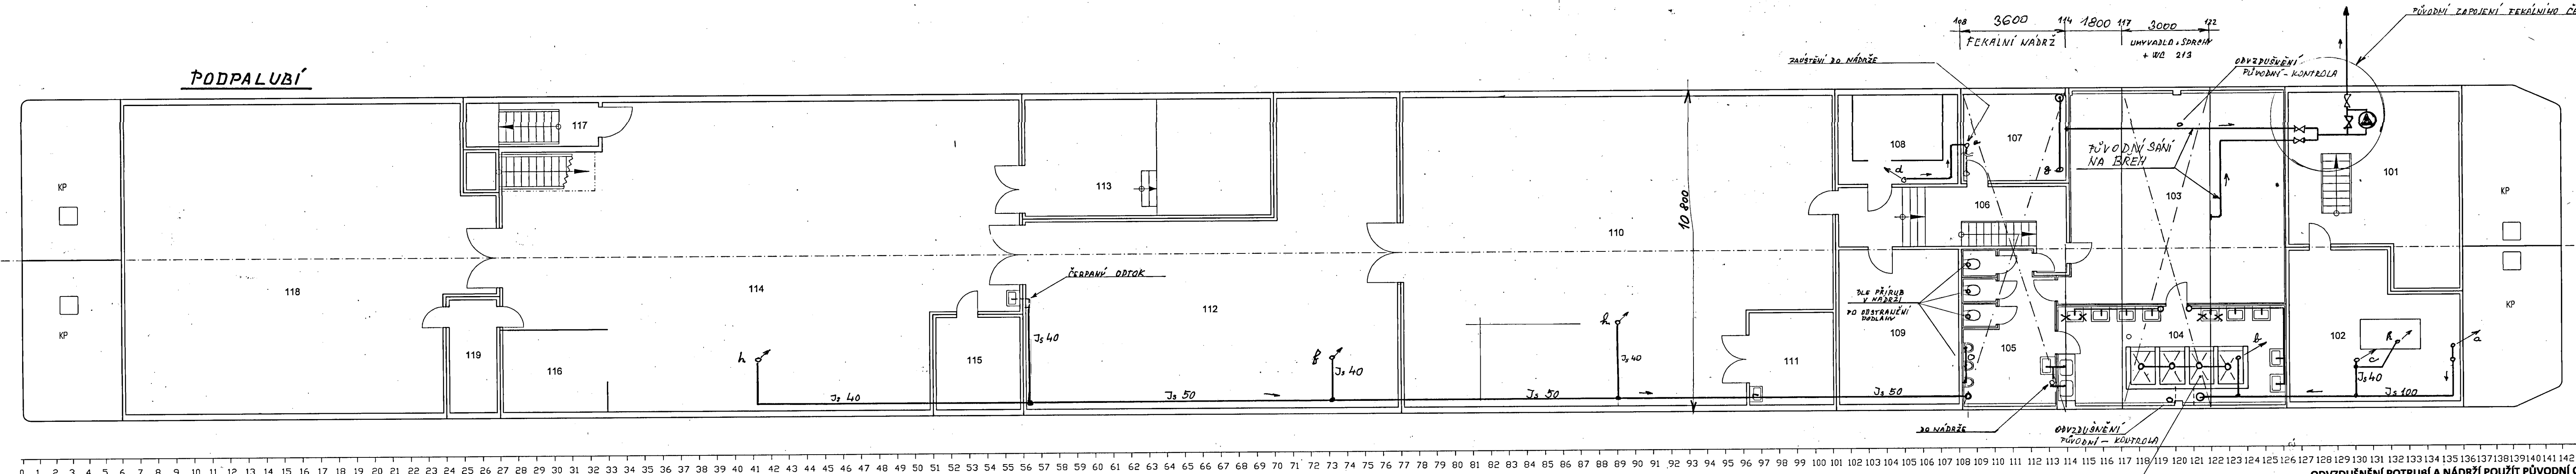 PŮVODNÍ ZAPOJENÍ FEKÁLNÍHO
108 3600 114 1800 117 3000 122
FEKÁLNÍ NÁDRŽ
UMYVADLA + SPRCHY
+ WC 213
PODPALUBÍ
ZAÚSTĚNÍ DO NÁDRŽE
ODVZDUŠNĚNÍ
PŮVODNÍ - KONTROLA
117
108
107
113
PŮVODNÍ SÁNÍ
NA BŘEH
101
KP
KP
d
e
g
103
106
10 800
110
118
114
ČERPANÝ ODTOK
112
DLE PŘÍRUB
V NÁDRŽI
PO ODSTRANĚNÍ
PODLAHY
109
KP
KP
119
116
115
Js 40
h
f
Js 40
h
Js 40
111
105
104
b
102
c
k
a
Js 40
Js 40
Js 50
Js 50
Js 50
Js 100
DO NÁDRŽE
ODVZDUŠNĚNÍ
PŮVODNÍ - KONTROLA
0 1 2 3 4 5 6 7 8 9 10 11 12 13 14 15 16 17 18 19 20 21 22 23 24 25 26 27 28 29 30 31 32 33 34 35 36 37 38 39 40 41 42 43 44 45 46 47 48 49 50 51 52 53 54 55 56 57 58 59 60 61 62 63 64 65 66 67 68 69 70 71 72 73 74 75 76 77 78 79 80 81 82 83 84 85 86 87 88 89 90 91 92 93 94 95 96 97 98 99 100 101 102 103 104 105 106 107 108 109 110 111 112 113 114 115 116 117 118 119 120 121 122 123 124 125 126 127 128 129 130 131 132 133 134 135 136 137 138 139 140 141 142
ODVZDUŠNĚNÍ POTRUBÍ A NÁDRŽÍ POUŽÍT PŮVODNÍ